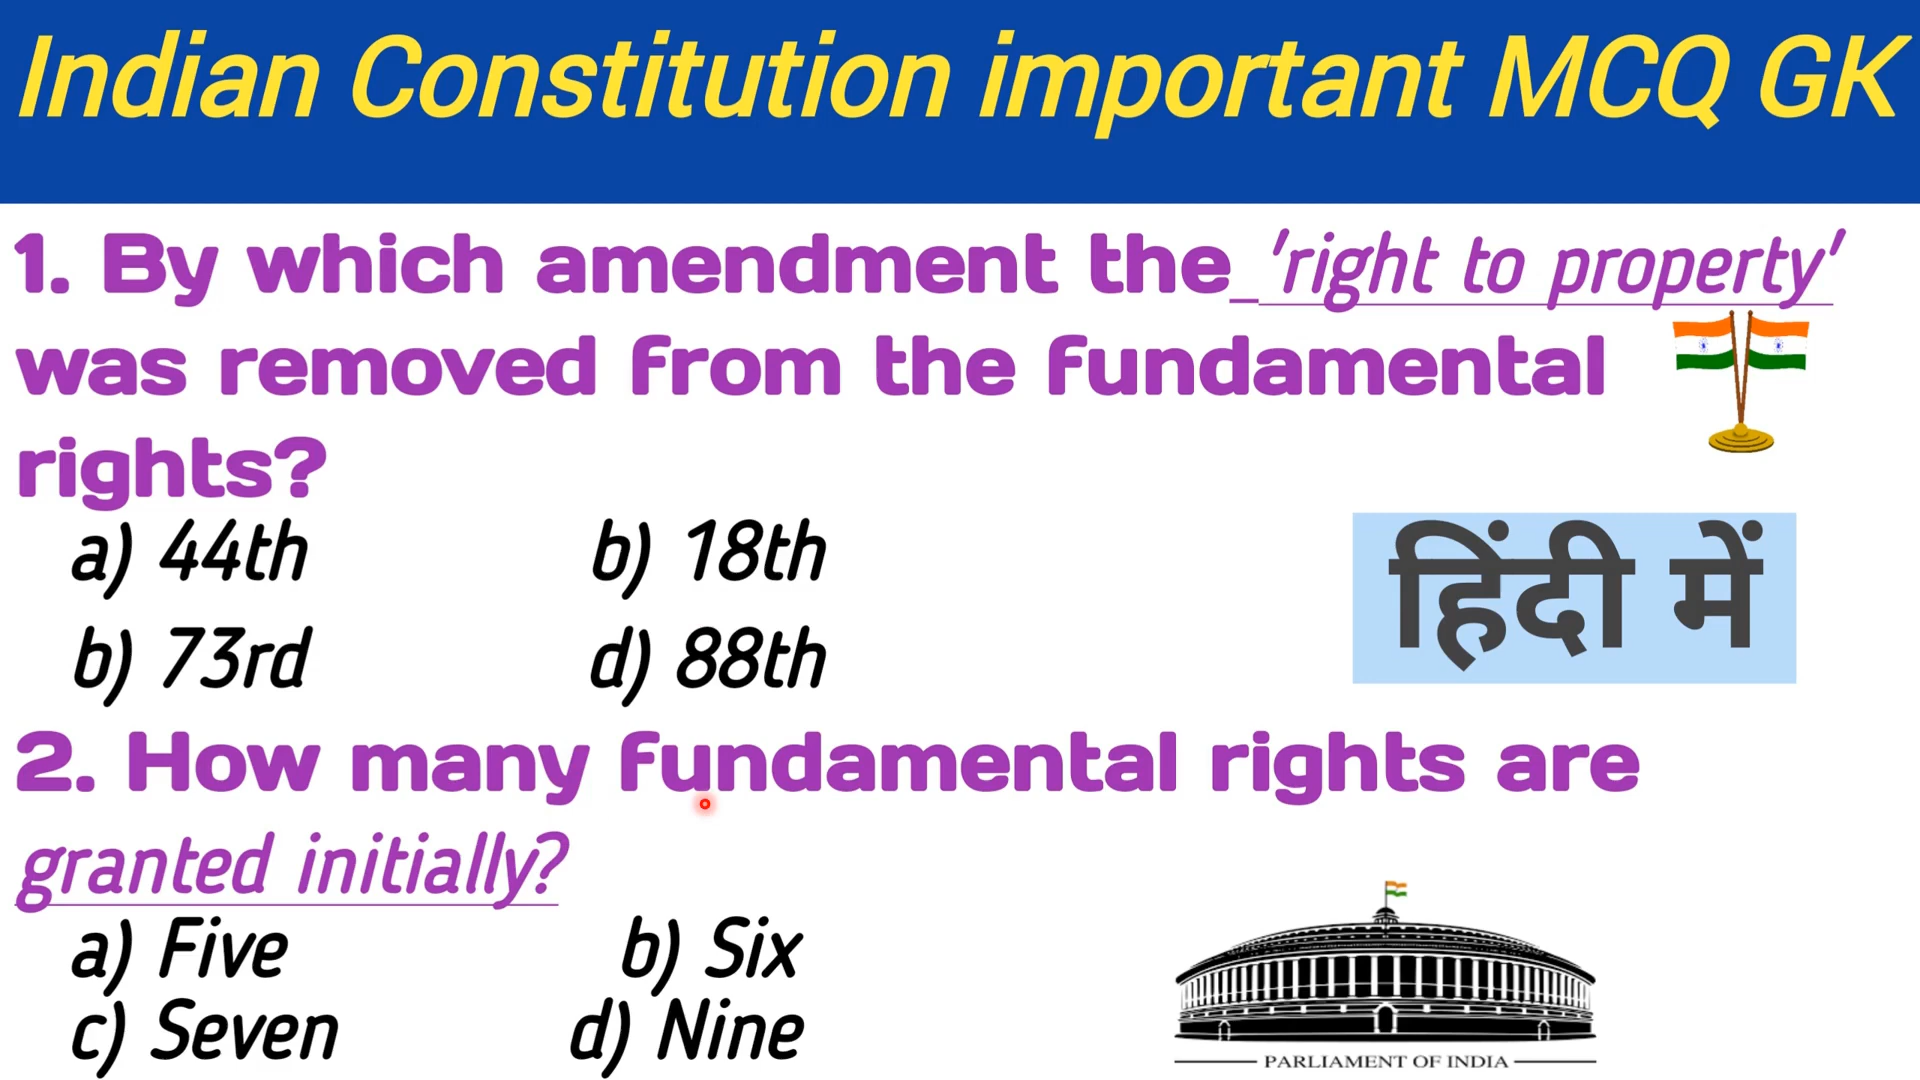 Indian Constitution important MCQ GK
1. By which amendment the 'right to property'
was removed from the fundamental
rights?
a) 44th b) 18th
b) 73rd d) 88th
हिंदी में
2. How many fundamental rights are
granted initially?
a) Five b) Six
c) Seven d) Nine
PARLIAMENT OF INDIA